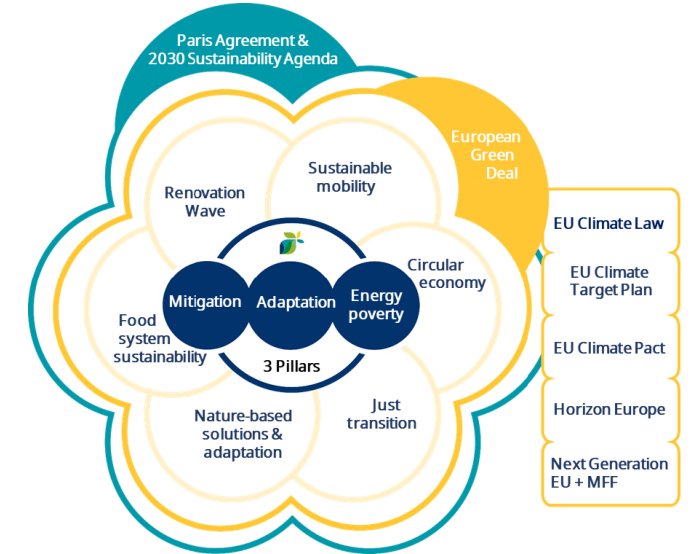 Paris Agreement &
2030 Sustainability Agenda
European
Green
Deal
Sustainable
mobility
Renovation
Wave
Circular
economy
Mitigation
Adaptation
Energy
poverty
Food
system
sustainability
3 Pillars
Just
transition
Nature-based
solutions &
adaptation
EU Climate Law
EU Climate
Target Plan
EU Climate Pact
Horizon Europe
Next Generation
EU + MFF